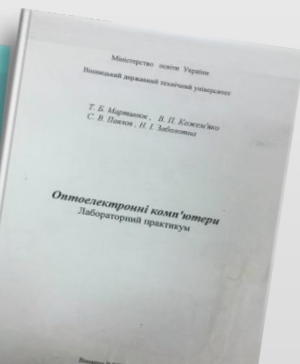 Міністерство освіти України
Вінницький державний технічний університет
Т. Б. Мартинюк, В. П. Кожем'яко
С. В. Павлов, Н. І. Заболотна
Оптоелектронні комп'ютери
Лабораторний практикум